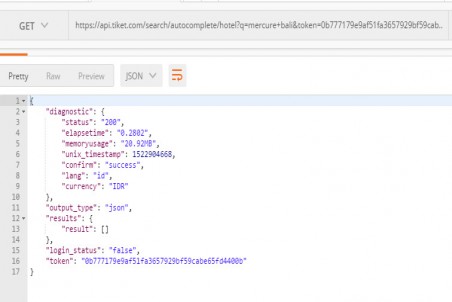 GET https://api.tiket.com/search/autocomplete/hotel?q=mercure+bali&token=0b777179e9af51fa3657929bf59cab..
Pretty Raw Preview JSON
1 {
2 "diagnostic": {
3 "status": "200",
4 "elapsetime": "0.2802",
5 "memoryusage": "20.92MB",
6 "unix_timestamp": 1522904668,
7 "confirm": "success",
8 "lang": "id",
9 "currency": "IDR"
10 },
11 "output_type": "json",
12 "results": {
13 "result": []
14 },
15 "login_status": "false",
16 "token": "0b777179e9af51fa3657929bf59cabe65fd4400b"
17 }